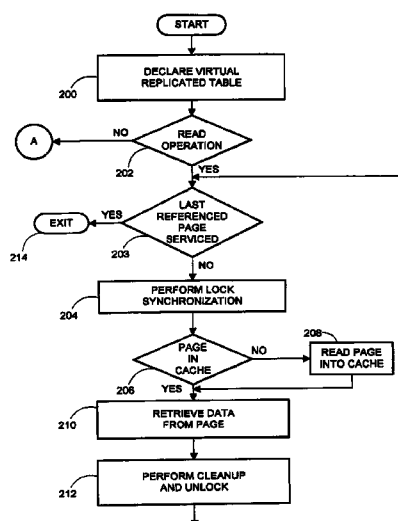 START
DECLARE VIRTUAL
REPLICATED TABLE
200
A
NO
READ
OPERATION
202
YES
LAST
REFERENCED
PAGE
SERVICED
YES
EXIT
214
203
NO
PERFORM LOCK
SYNCHRONIZATION
204
PAGE
IN
CACHE
NO
208
READ PAGE
INTO CACHE
206
YES
RETRIEVE DATA
FROM PAGE
210
PERFORM CLEANUP
AND UNLOCK
212